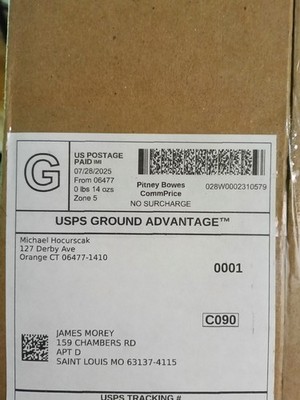 G
US POSTAGE
PAID IMI
07/28/2025
From 06477
0 lbs 14 ozs
Zone 5
Pitney Bowes
CommPrice
NO SURCHARGE
028W0002310579
USPS GROUND ADVANTAGE™
Michael Hocurscak
127 Derby Ave
Orange CT 06477-1410
0001
C090
JAMES MOREY
159 CHAMBERS RD
APT D
SAINT LOUIS MO 63137-4115
USPS TRACKING #